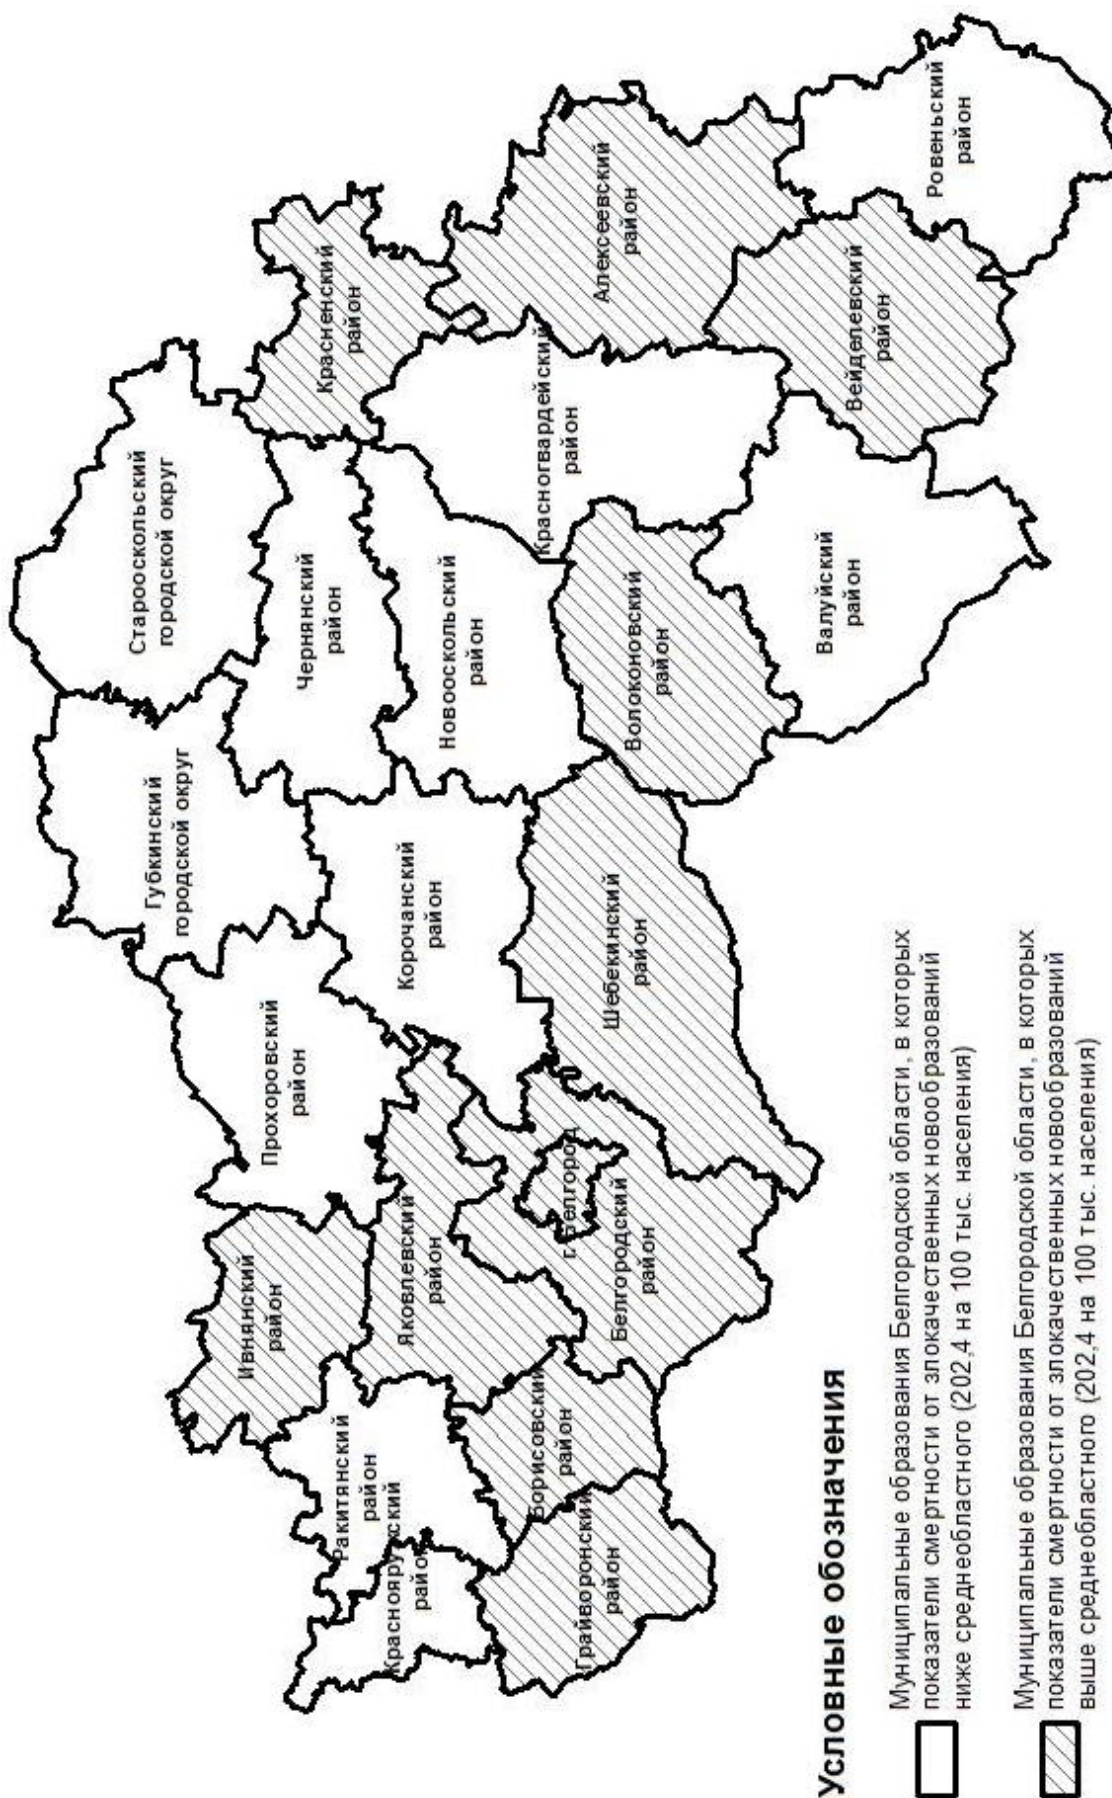 Старооскольский
городской округ
Губкинский
городской округ
Прохоровский
район
Ивнянский
район
Чернянский
район
Красненский
район
Ракитянский
район
Краснояружский
район
Яковлевский
район
Корочанский
район
Новооскольский
район
Красногвардейский
район
Алексеевский
район
Борисовский
район
Грайворонский
район
г. Белгород
Белгородский
район
Шебекинский
район
Волоконовский
район
Валуйский
район
Вейделевский
район
Ровеньский
район
Условные обозначения
Муниципальные образования Белгородской области, в которых
показатели смертности от злокачественных новообразований
ниже среднеобластного (202,4 на 100 тыс. населения)
Муниципальные образования Белгородской области, в которых
показатели смертности от злокачественных новообразований
выше среднеобластного (202,4 на 100 тыс. населения)